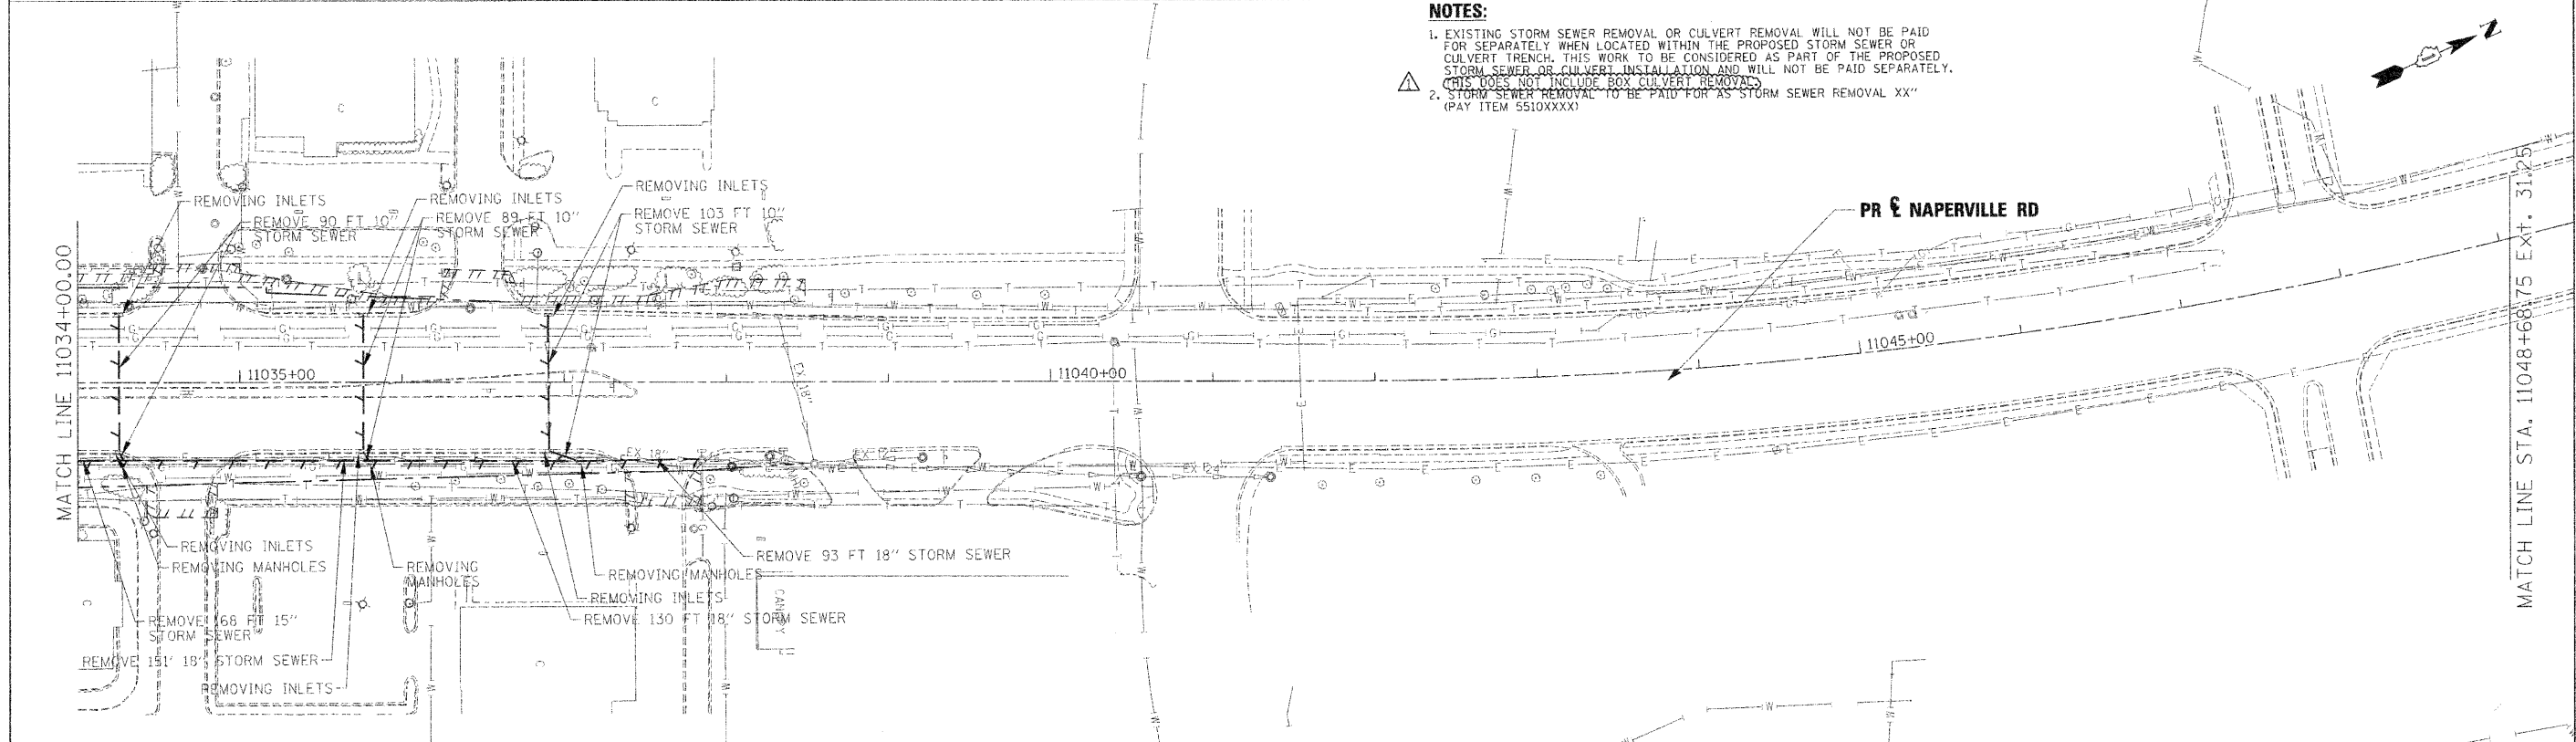 NOTES:
1. EXISTING STORM SEWER REMOVAL OR CULVERT REMOVAL WILL NOT BE PAID
FOR SEPARATELY WHEN LOCATED WITHIN THE PROPOSED STORM SEWER OR
CULVERT TRENCH. THIS WORK TO BE CONSIDERED AS PART OF THE PROPOSED
STORM SEWER OR CULVERT INSTALLATION AND WILL NOT BE PAID SEPARATELY.
THIS DOES NOT INCLUDE BOX CULVERT REMOVAL.
2. STORM SEWER REMOVAL TO BE PAID FOR AS STORM SEWER REMOVAL XX"
(PAY ITEM 5510XXXX)
N
PR ℄ NAPERVILLE RD
MATCH LINE 11034+00.00
MATCH LINE STA. 11048+68.75 Ext. 31.25
REMOVING INLETS
REMOVE 90 FT 10"
STORM SEWER
REMOVING INLETS
REMOVE 89 FT 10"
STORM SEWER
REMOVING INLETS
REMOVE 103 FT 10"
STORM SEWER
11035+00
11040+00
11045+00
EX 18"
EX 18"
EX 24"
REMOVING INLETS
REMOVING MANHOLES
REMOVING
MANHOLES
REMOVING MANHOLES
REMOVING INLETS
REMOVE 93 FT 18" STORM SEWER
REMOVE 130 FT 18" STORM SEWER
CANOPY
REMOVE 68 FT 15"
STORM SEWER
REMOVE 151' 18" STORM SEWER
REMOVING INLETS